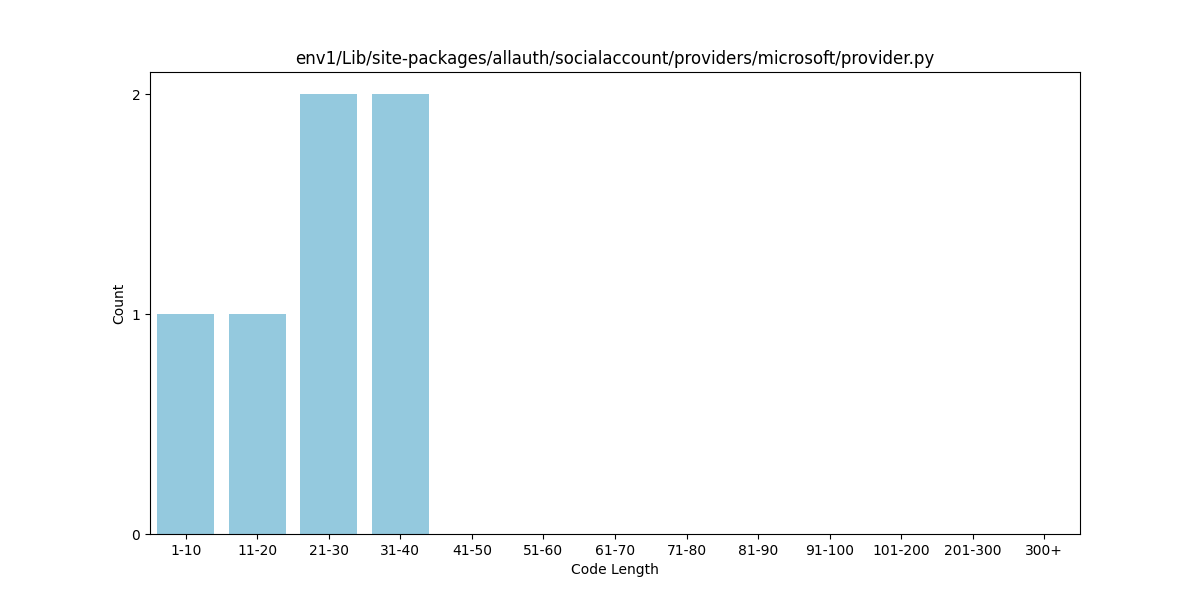 env1/Lib/site-packages/allauth/socialaccount/providers/microsoft/provider.py
2
1
0
Count
1-10 11-20 21-30 31-40 41-50 51-60 61-70 71-80 81-90 91-100 101-200 201-300 300+
Code Length